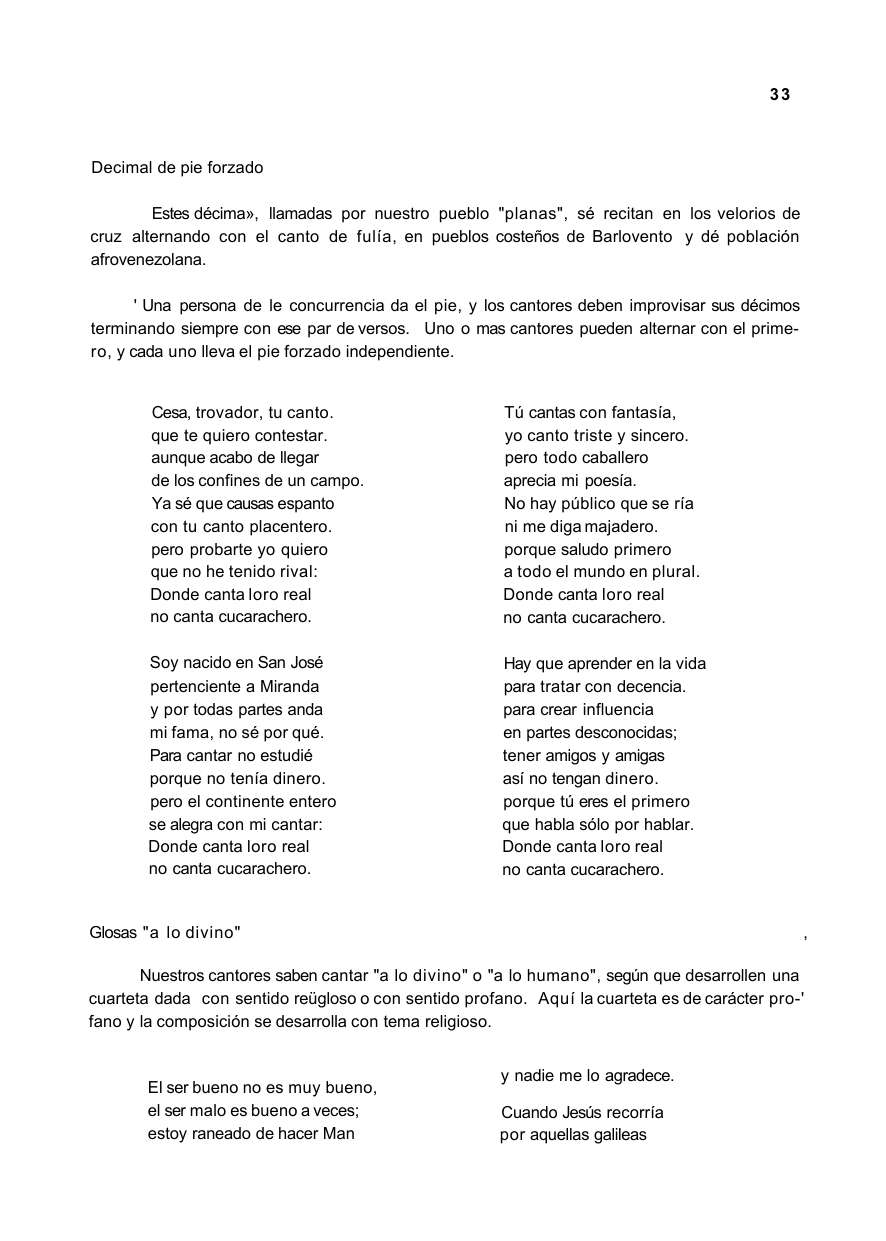 33
Decimal de pie forzado
Estes décima», llamadas por nuestro pueblo "planas", sé recitan en los velorios de
cruz alternando con el canto de fulía, en pueblos costeños de Barlovento y dé población
afrovenezolana.
' Una persona de le concurrencia da el pie, y los cantores deben improvisar sus décimos
terminando siempre con ese par de versos. Uno o mas cantores pueden alternar con el prime-
ro, y cada uno lleva el pie forzado independiente.
Cesa, trovador, tu canto.
que te quiero contestar.
aunque acabo de llegar
de los confines de un campo.
Ya sé que causas espanto
con tu canto placentero.
pero probarte yo quiero
que no he tenido rival:
Donde canta loro real
no canta cucarachero.
Soy nacido en San José
pertenciente a Miranda
y por todas partes anda
mi fama, no sé por qué.
Para cantar no estudié
porque no tenía dinero.
pero el continente entero
se alegra con mi cantar:
Donde canta loro real
no canta cucarachero.
Tú cantas con fantasía,
yo canto triste y sincero.
pero todo caballero
aprecia mi poesía.
No hay público que se ría
ni me diga majadero.
porque saludo primero
a todo el mundo en plural.
Donde canta loro real
no canta cucarachero.
Hay que aprender en la vida
para tratar con decencia.
para crear influencia
en partes desconocidas;
tener amigos y amigas
así no tengan dinero.
porque tú eres el primero
que habla sólo por hablar.
Donde canta loro real
no canta cucarachero.
Glosas "a lo divino" ,
Nuestros cantores saben cantar "a lo divino" o "a lo humano", según que desarrollen una
cuarteta dada con sentido reügloso o con sentido profano. Aquí la cuarteta es de carácter pro-'
fano y la composición se desarrolla con tema religioso.
El ser bueno no es muy bueno,
el ser malo es bueno a veces;
estoy raneado de hacer Man
y nadie me lo agradece.
Cuando Jesús recorría
por aquellas galileas